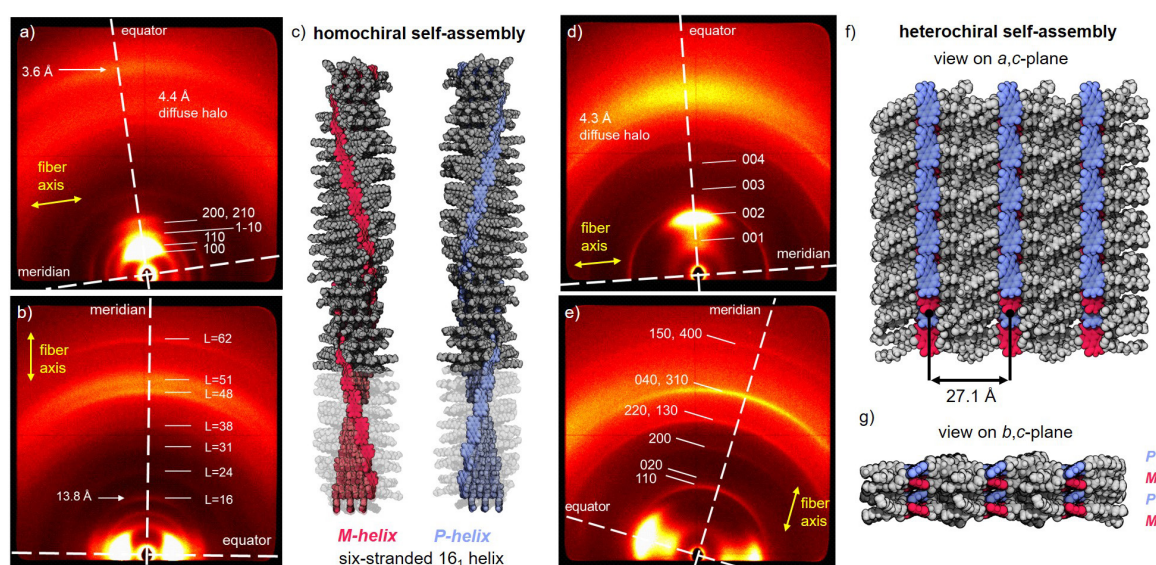 a)
equator
3.6 Å
4.4 Å
diffuse halo
fiber
axis
200, 210
1-10
110
100
meridian
b)
meridian
fiber
axis
L=62
L=51
L=48
L=38
L=31
L=24
13.8 Å
L=16
equator
c) homochiral self-assembly
M-helix
P-helix
six-stranded 16₁ helix
d)
equator
4.3 Å
diffuse halo
004
003
fiber
axis
002
001
meridian
e)
meridian
150, 400
040, 310
220, 130
200
020
110
fiber
axis
equator
f)
heterochiral self-assembly
view on a,c-plane
27.1 Å
g)
view on b,c-plane
P
M
P
M